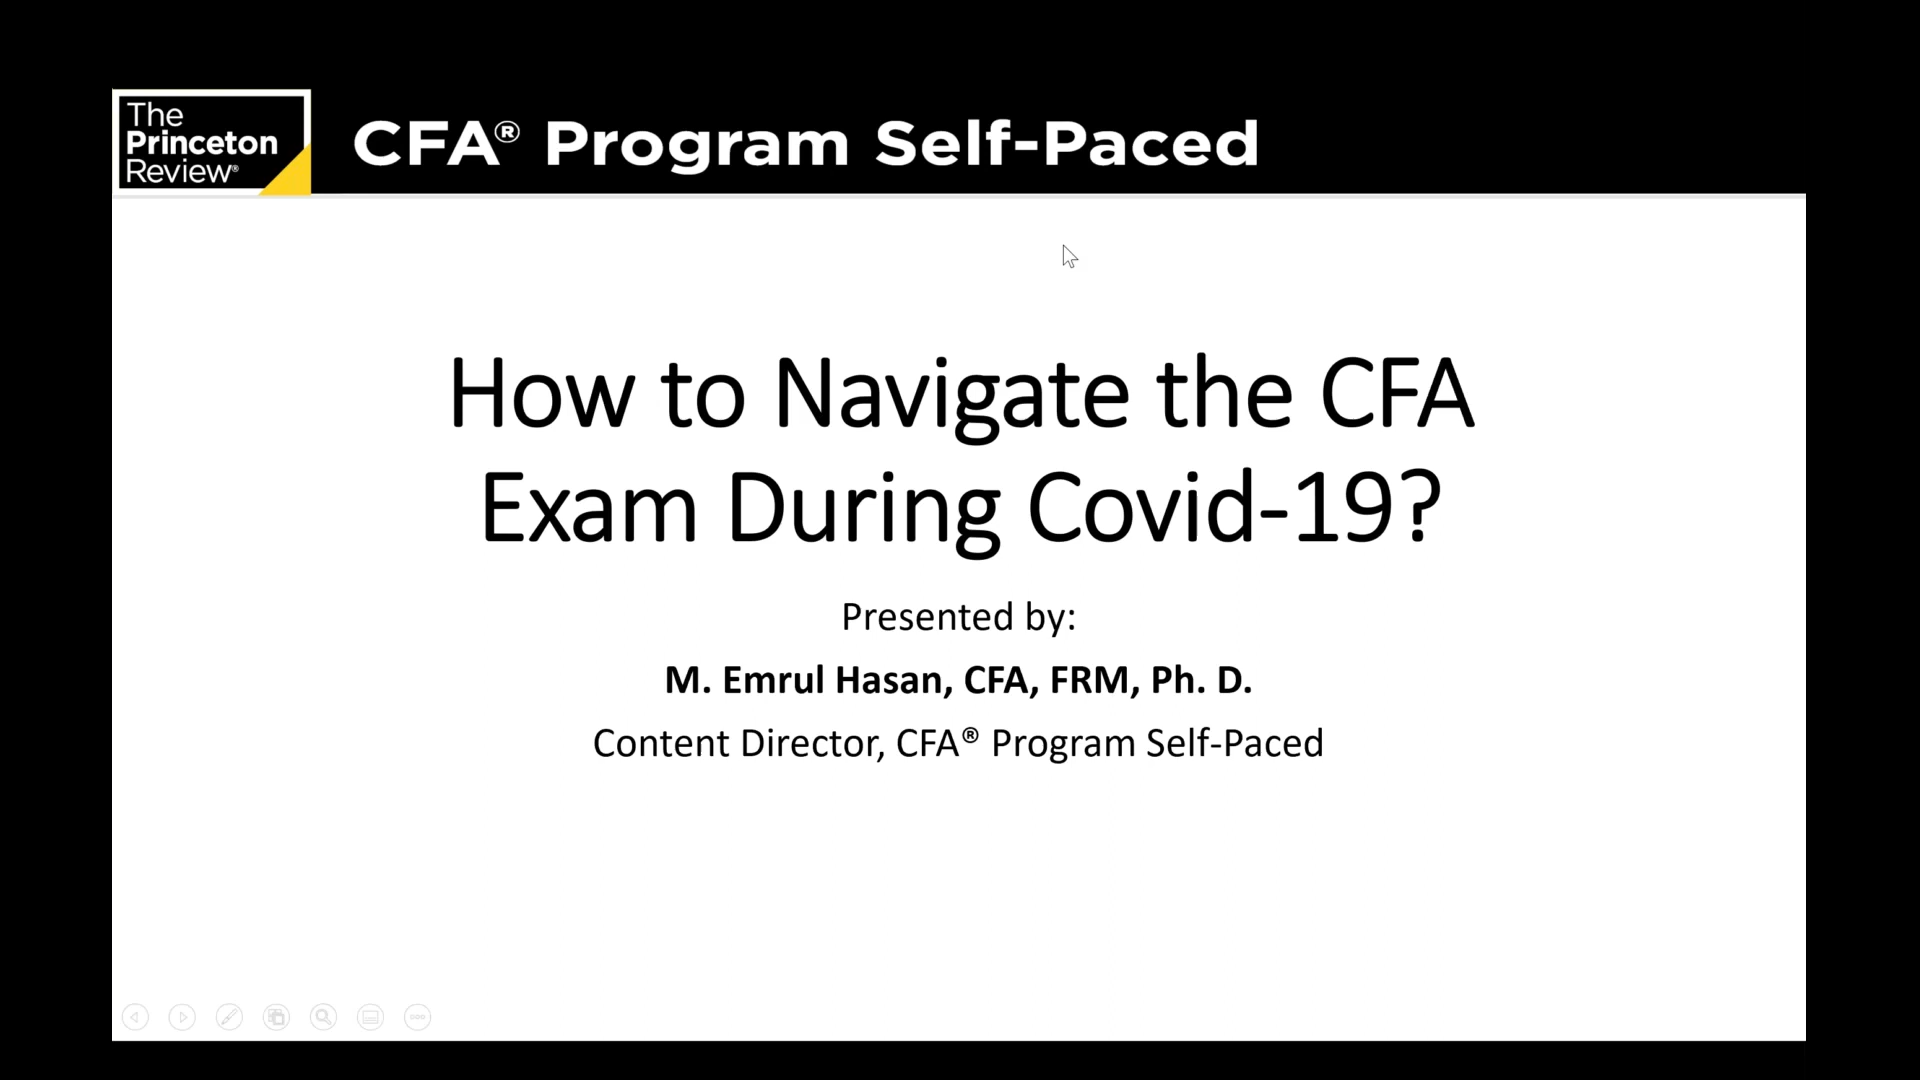 The
Princeton
Review®
CFA® Program Self-Paced
How to Navigate the CFA
Exam During Covid-19?
Presented by:
M. Emrul Hasan, CFA, FRM, Ph. D.
Content Director, CFA® Program Self-Paced